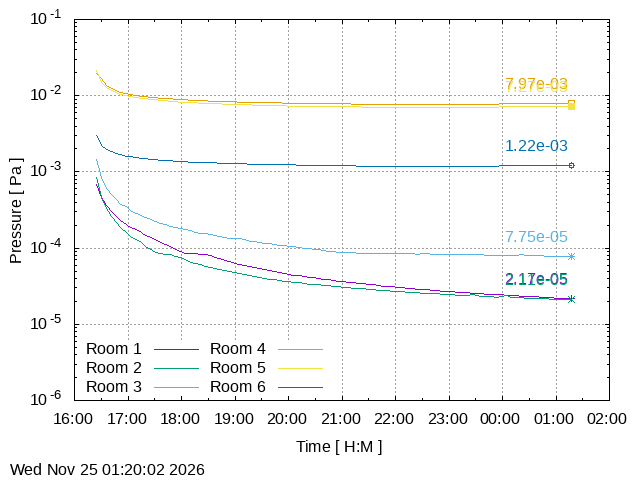 10^-1
10^-2
10^-3
10^-4
10^-5
10^-6
Pressure [ Pa ]
7.97e-03
1.22e-03
7.75e-05
2.17e-05
Room 1
Room 2
Room 3
Room 4
Room 5
Room 6
16:00 17:00 18:00 19:00 20:00 21:00 22:00 23:00 00:00 01:00 02:00
Time [ H:M ]
Wed Nov 25 01:20:02 2026